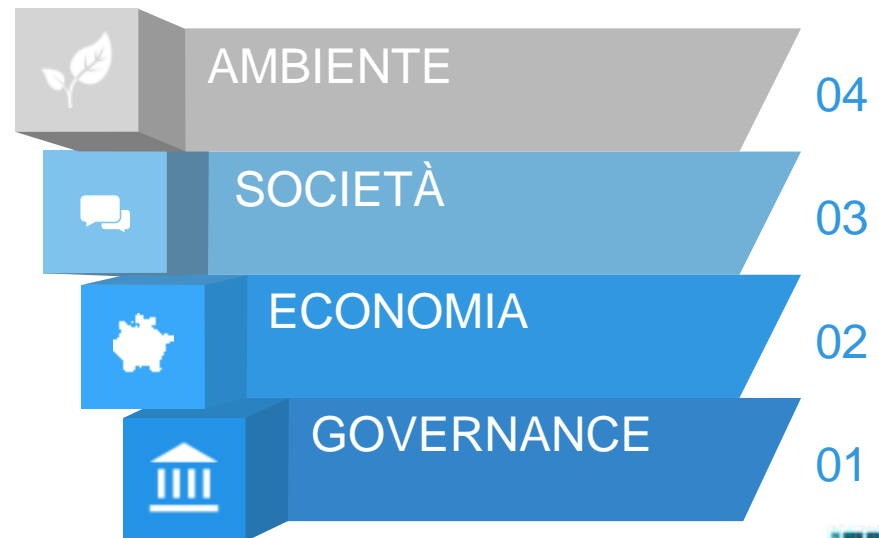 AMBIENTE
04
SOCIETÀ
03
ECONOMIA
02
GOVERNANCE
01